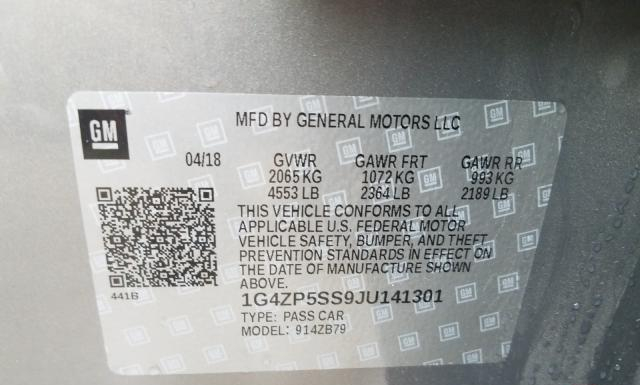 GM
MFD BY GENERAL MOTORS LLC
04/18 GVWR GAWR FRT GAWR RR
2065 KG 1072 KG 993 KG
4553 LB 2364 LB 2189 LB
THIS VEHICLE CONFORMS TO ALL
APPLICABLE U.S. FEDERAL MOTOR
VEHICLE SAFETY, BUMPER, AND THEFT
PREVENTION STANDARDS IN EFFECT ON
THE DATE OF MANUFACTURE SHOWN
ABOVE.
441B
1G4ZP5SS9JU141301
TYPE: PASS CAR
MODEL: 914ZB79